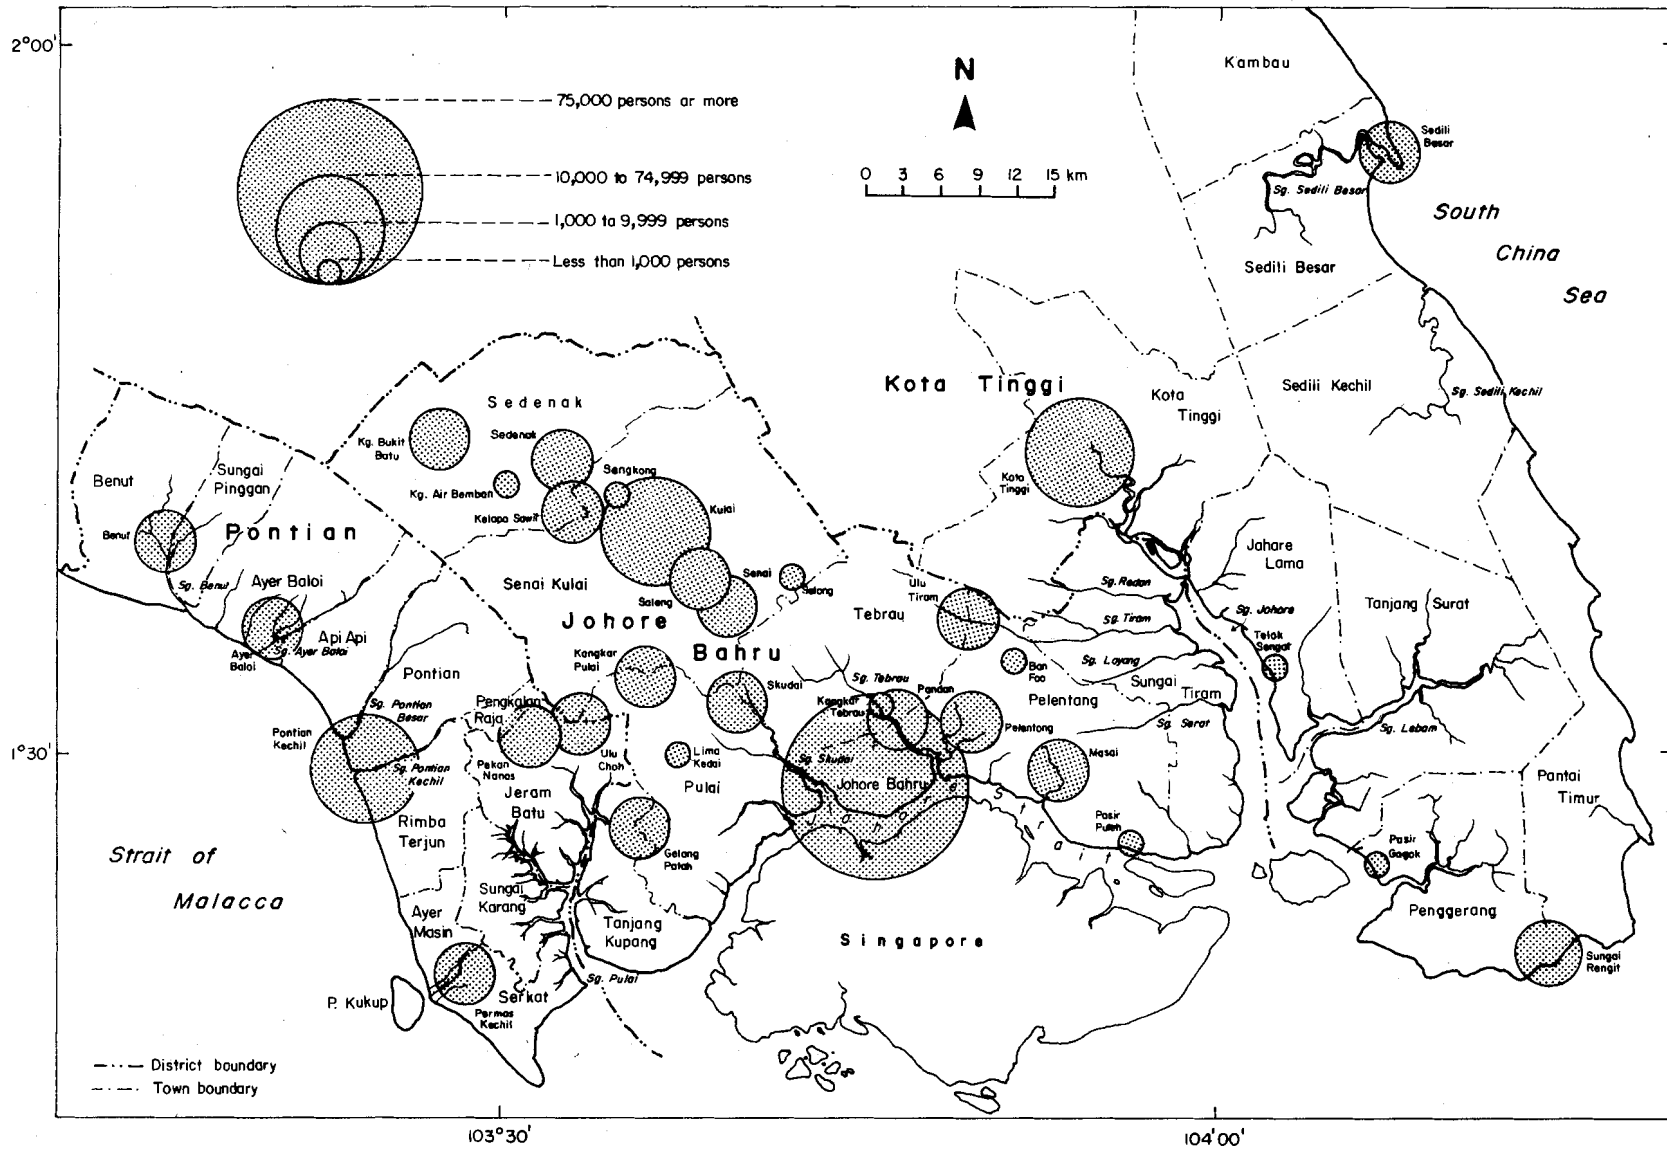 2°00'
75,000 persons or more
10,000 to 74,999 persons
1,000 to 9,999 persons
Less than 1,000 persons
N
0 3 6 9 12 15 km
Kambau
Sedili
Besar
Sg. Sedili Besar
South
China
Sea
Sedili Besar
Kota Tinggi
Kota
Tinggi
Sedili Kechil
Sg. Sedili Kechil
Sedenak
Kg. Bukit
Batu
Sedenak
Sengkong
Kg. Air Bemban
Kelapa Sawit
Kulai
Kota
Tinggi
Benut
Sungai
Pinggan
Benut
Pontian
Sg. Benut
Ayer Baloi
Senai Kulai
Senai
Saleng
Selong
Johore
Bahru
Ulu
Tiram
Tebrau
Sg. Redan
Sg. Tiram
Sg. Layang
Johore
Lama
Sg. Johore
Telok
Sengat
Tanjang Surat
Api Api
Ayer
Baloi
Sg. Ayer Baloi
Pontian
Kangkar
Pulai
Ban
Foo
Pelentang
Sungai
Tiram
Sg. Serat
Sg. Lebam
Pengkalan
Raja
Sg. Pontian
Besar
Skudai
Sg. Tebrau
Kangkar
Tebrau
Pandan
Pelentong
Pontian
Kechil
Sg. Pontian
Kechil
1°30'
Pekan
Nanas
Ulu
Choh
Lima
Kedai
Sg. Skudai
Masai
Jeram
Batu
Pulai
Johore Bahru
Johore Strait
Pantai
Timur
Rimba
Terjun
Gelang
Patah
Pasir
Puteh
Pasir
Gogok
Strait of
Malacca
Sungai
Karang
Ayer
Masin
Tanjang
Kupang
Singapore
Penggerang
Sungai
Rengit
P. Kukup
Serkat
Sg. Pulai
Permas
Kechil
District boundary
Town boundary
103°30'
104°00'